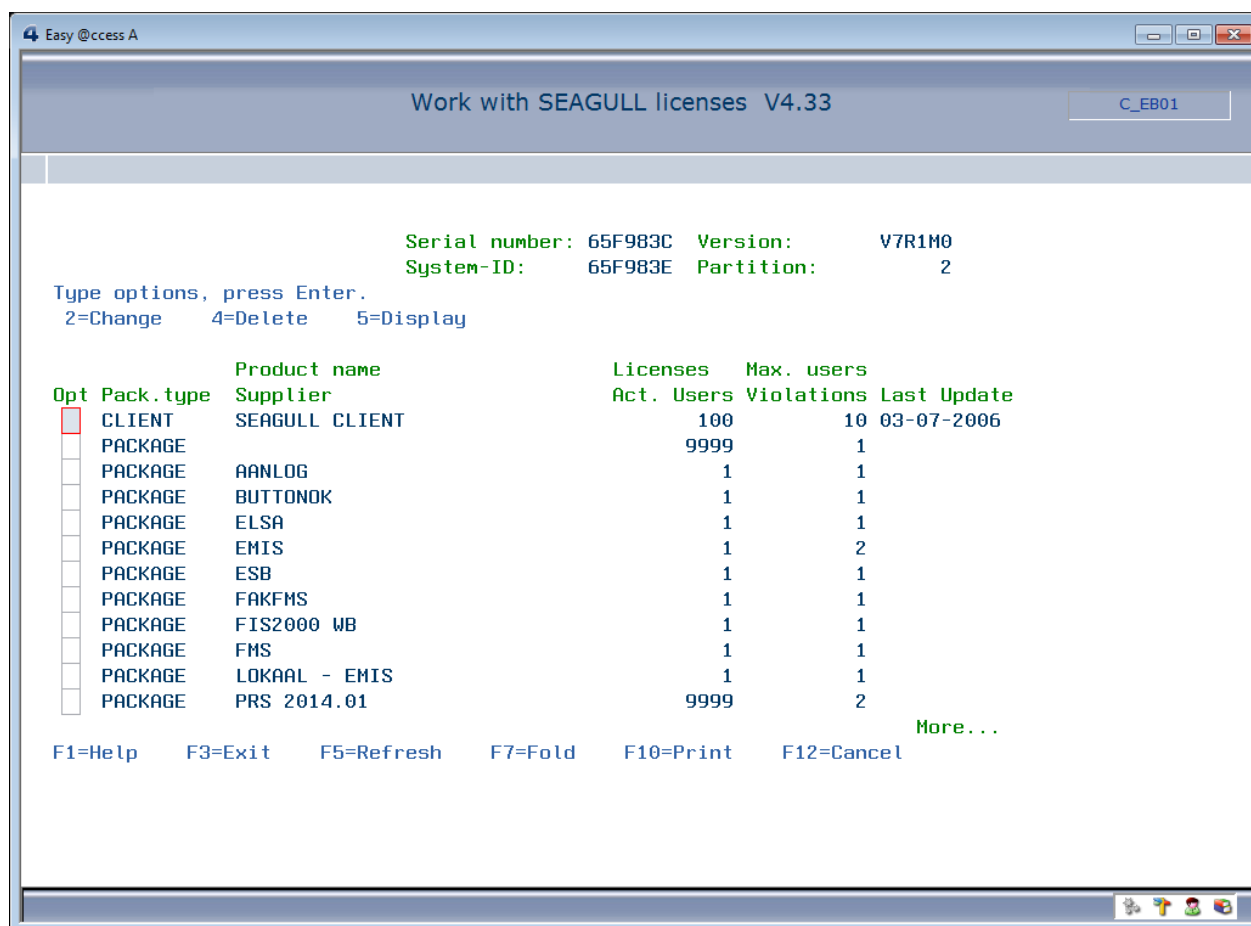 Easy @ccess A
Work with SEAGULL licenses V4.33
C_EB01
Serial number: 65F983C Version: V7R1M0
System-ID: 65F983E Partition: 2
Type options, press Enter.
2=Change 4=Delete 5=Display
Product name Licenses Max. users
Opt Pack.type Supplier Act. Users Violations Last Update
CLIENT SEAGULL CLIENT 100 10 03-07-2006
PACKAGE 9999 1
PACKAGE AANLOG 1 1
PACKAGE BUTTONOK 1 1
PACKAGE ELSA 1 1
PACKAGE EMIS 1 2
PACKAGE ESB 1 1
PACKAGE FAKFMS 1 1
PACKAGE FIS2000 WB 1 1
PACKAGE FMS 1 1
PACKAGE LOKAAL - EMIS 1 1
PACKAGE PRS 2014.01 9999 2
More...
F1=Help F3=Exit F5=Refresh F7=Fold F10=Print F12=Cancel